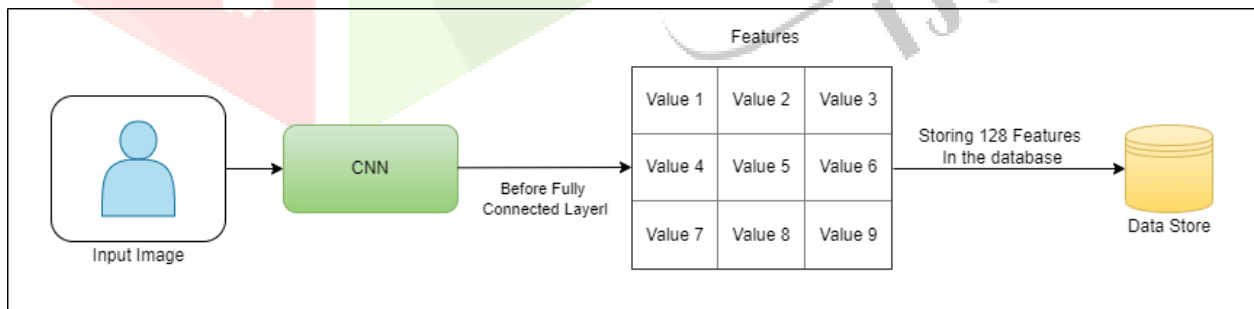 Features
Value 1 Value 2 Value 3
Value 4 Value 5 Value 6
Value 7 Value 8 Value 9
Input Image
CNN
Before Fully
Connected Layerl
Storing 128 Features
In the database
Data Store